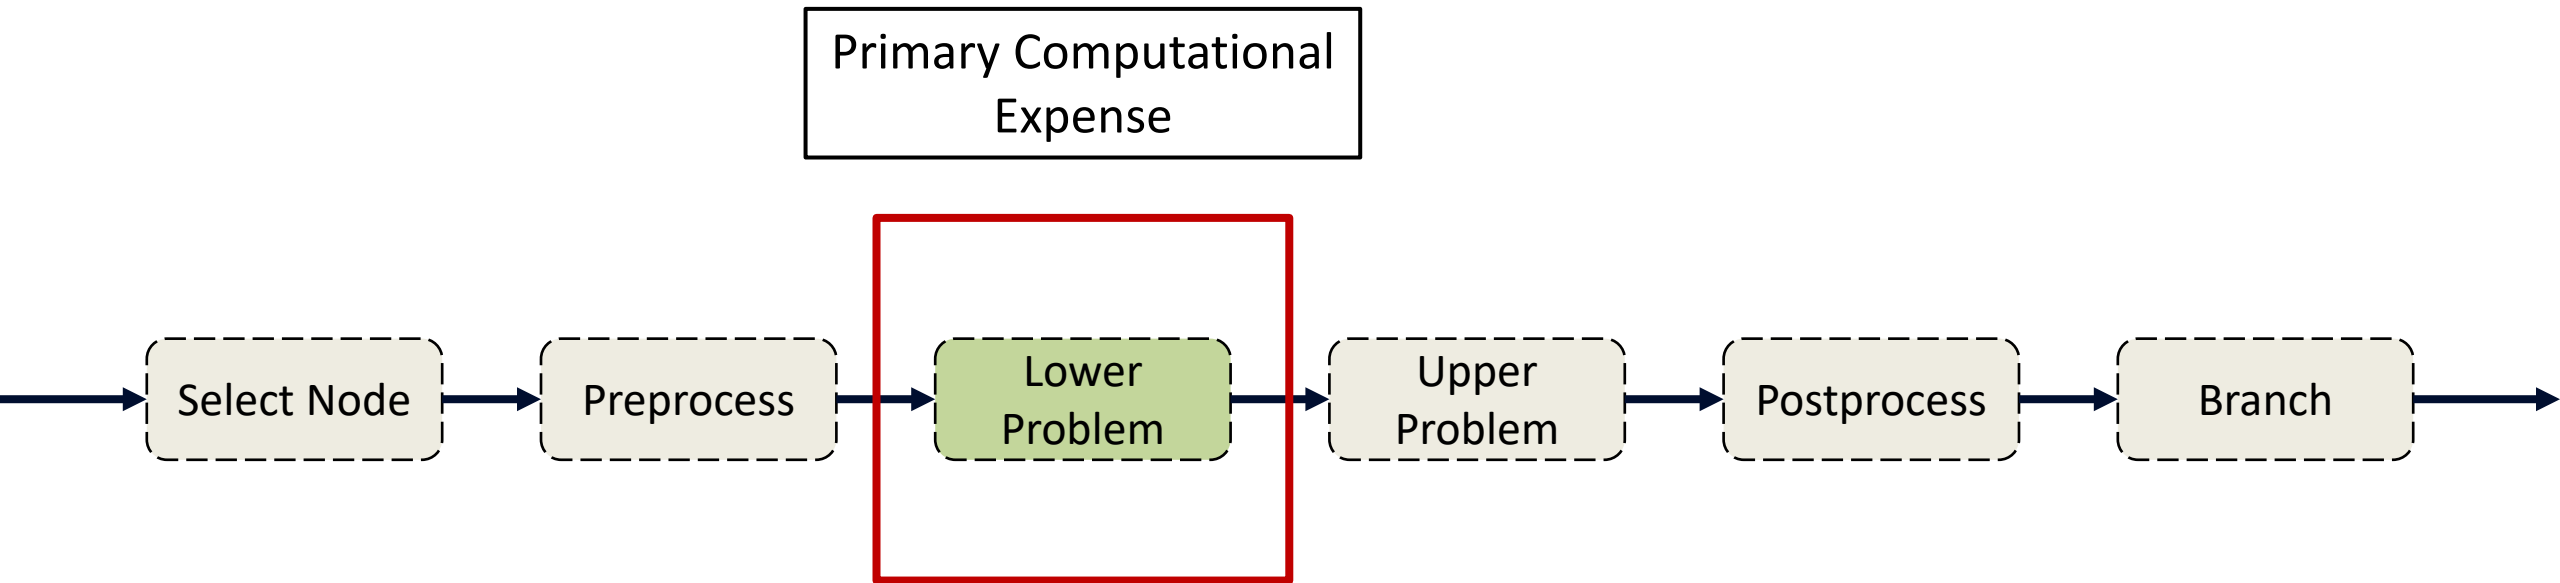 Primary Computational
Expense
Select Node
Preprocess
Lower
Problem
Upper
Problem
Postprocess
Branch